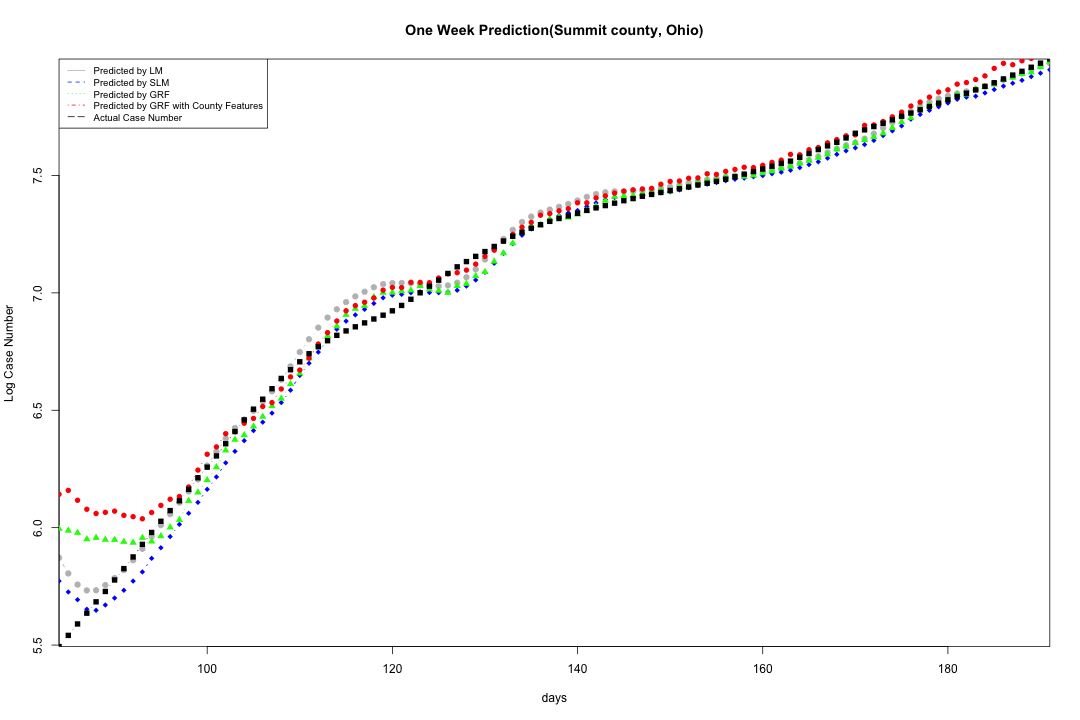 One Week Prediction(Summit county, Ohio)
Predicted by LM
Predicted by SLM
Predicted by GRF
Predicted by GRF with County Features
Actual Case Number
Log Case Number
7.5
7.0
6.5
6.0
5.5
100 120 140 160 180
days